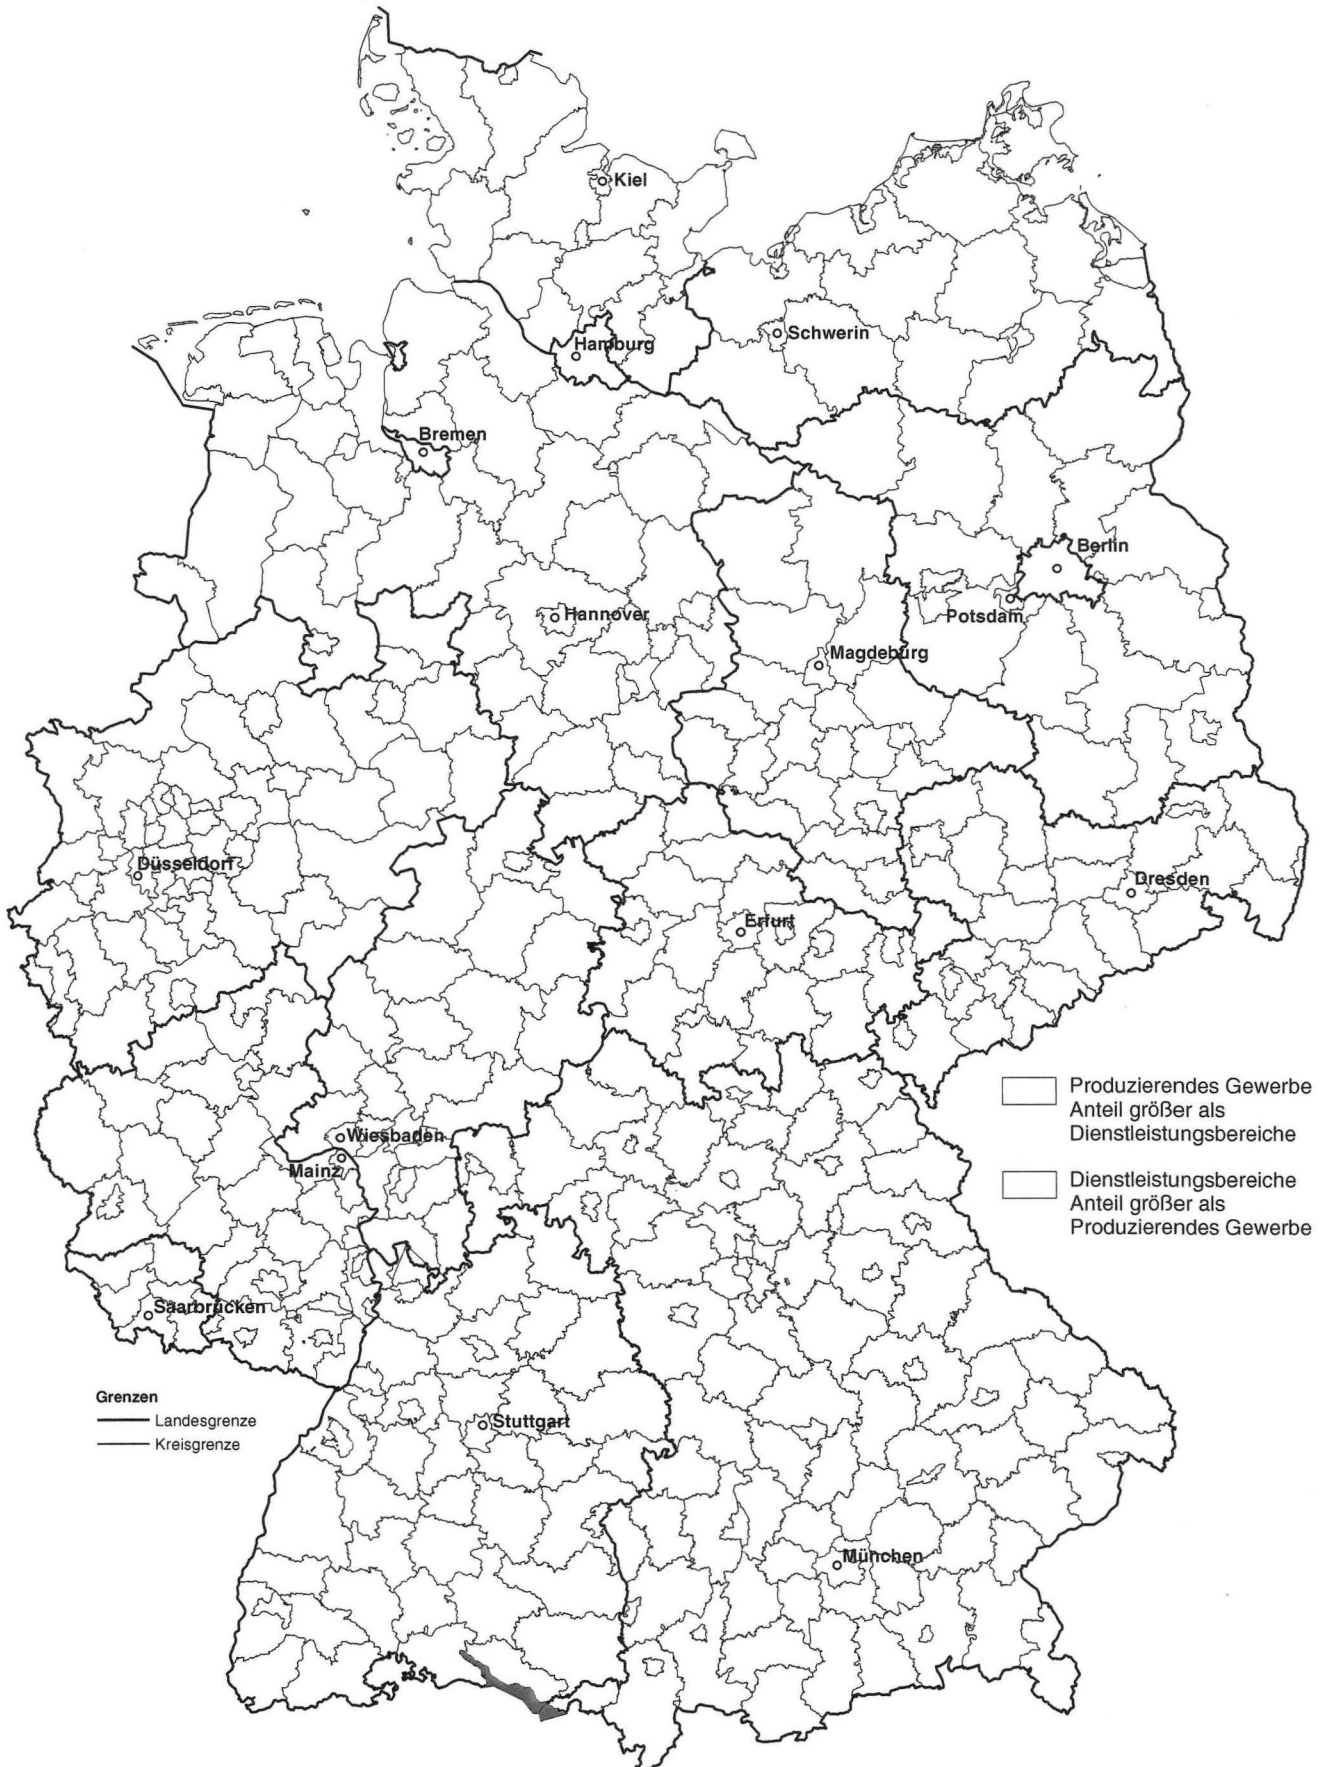 Kiel
Schwerin
Hamburg
Bremen
Berlin
Hannover
Potsdam
Magdeburg
Düsseldorf
Dresden
Erfurt
Produzierendes Gewerbe
Anteil größer als
Dienstleistungsbereiche
Wiesbaden
Mainz
Dienstleistungsbereiche
Anteil größer als
Produzierendes Gewerbe
Saarbrücken
Grenzen
Landesgrenze
Kreisgrenze
Stuttgart
München